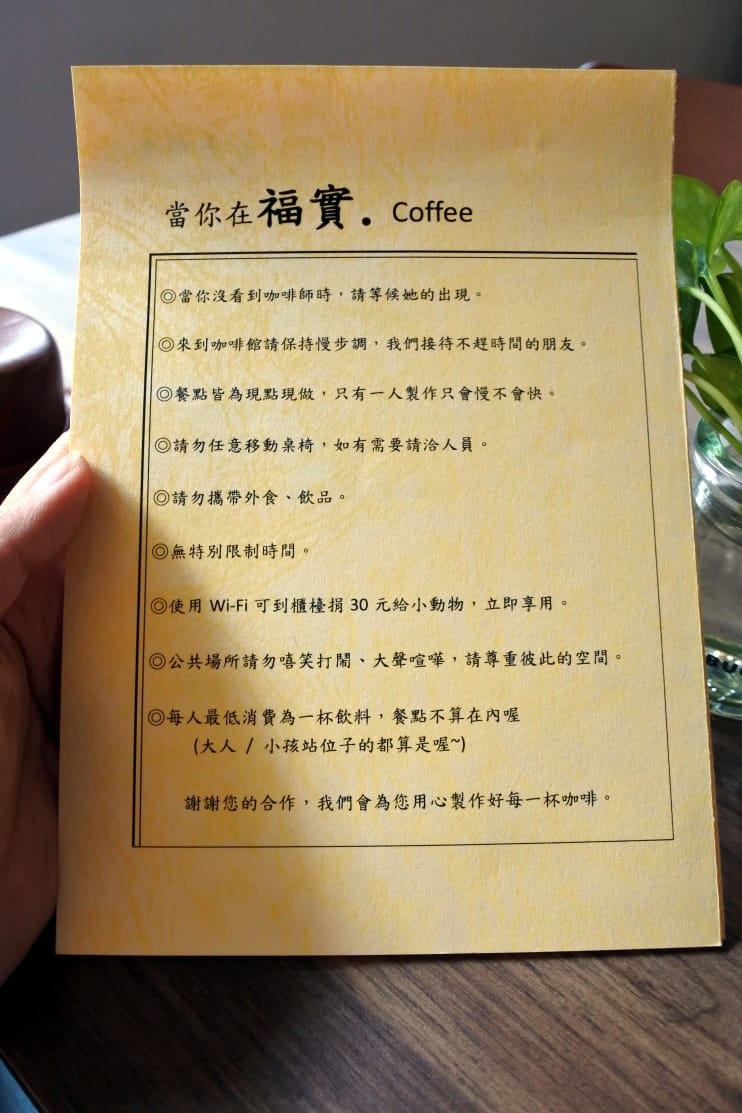 當你在福實. Coffee
◎當你沒看到咖啡師時，請等候她的出現。
◎來到咖啡館請保持慢步調，我們接待不趕時間的朋友。
◎餐點皆為現點現做，只有一人製作只會慢不會快。
◎請勿任意移動桌椅，如有需要請洽人員。
◎請勿攜帶外食、飲品。
◎無特別限制時間。
◎使用 Wi-Fi 可到櫃檯捐 30 元給小動物，立即享用。
◎公共場所請勿嘻笑打鬧、大聲喧嘩，請尊重彼此的空間。
◎每人最低消費為一杯飲料，餐點不算在內喔
(大人 / 小孩站位子的都算是喔~)
謝謝您的合作，我們會為您用心製作好每一杯咖啡。